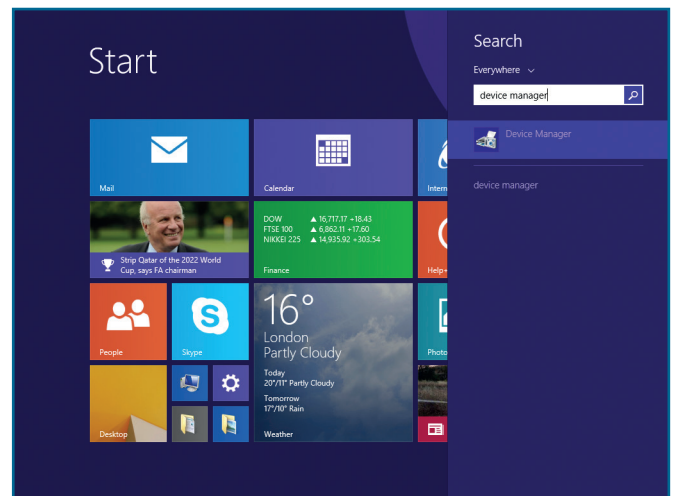 Start
Search
Everywhere
device manager
Device Manager
device manager
Mail
Calendar
Intern
Strip Qatar of the 2022 World
Cup, says FA chairman
DOW ▲ 16,717.17 +18.43
FTSE 100 ▲ 6,862.11 +17.60
NIKKEI 225 ▲ 14,935.92 +303.54
Finance
Help+
People
Skype
16°
London
Partly Cloudy
Today
20°/11° Partly Cloudy
Tomorrow
17°/10° Rain
Weather
Photo
Desktop